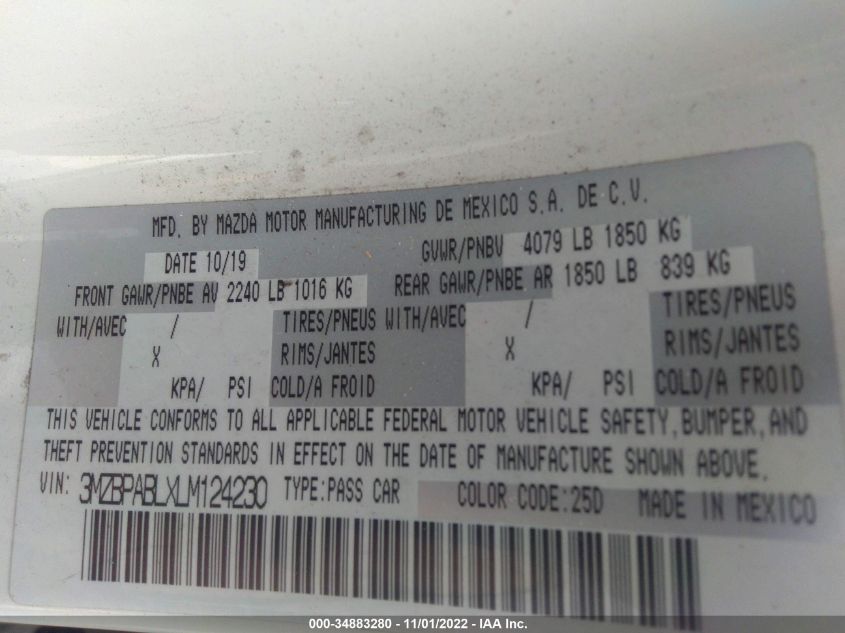 MFD. BY MAZDA MOTOR MANUFACTURING DE MEXICO S.A. DE C.V.
DATE 10/19 GVWR/PNBV 4079 LB 1850 KG
FRONT GAWR/PNBE AV 2240 LB 1016 KG REAR GAWR/PNBE AR 1850 LB 839 KG
WITH/AVEC / TIRES/PNEUS WITH/AVEC / TIRES/PNEUS
X RIMS/JANTES X RIMS/JANTES
KPA/ PSI COLD/A FROID KPA/ PSI COLD/A FROID
THIS VEHICLE CONFORMS TO ALL APPLICABLE FEDERAL MOTOR VEHICLE SAFETY, BUMPER, AND
THEFT PREVENTION STANDARDS IN EFFECT ON THE DATE OF MANUFACTURE SHOWN ABOVE.
VIN: 3MZBPABLXLM124230 TYPE:PASS CAR COLOR CODE:25D MADE IN MEXICO
000-34883280 - 11/01/2022 - IAA Inc.